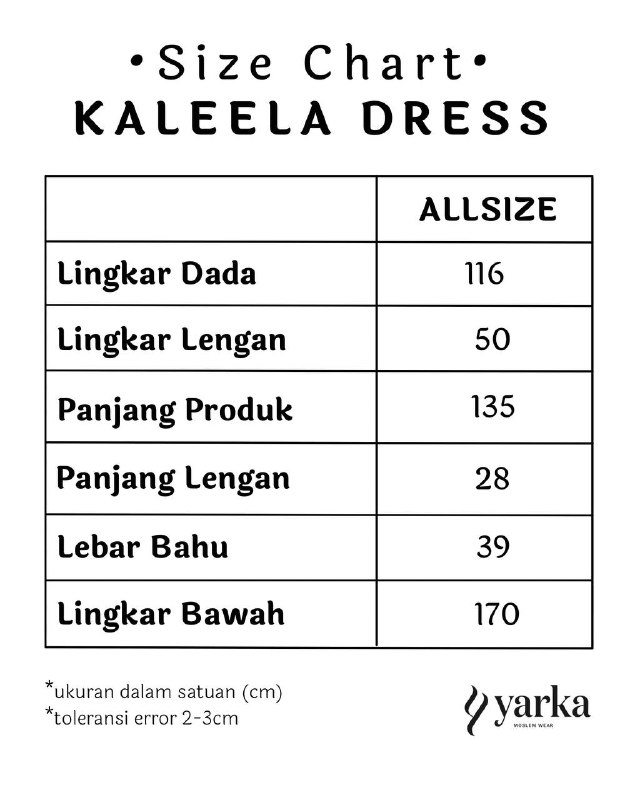 •Size Chart•
KALEELA DRESS
ALLSIZE
Lingkar Dada 116
Lingkar Lengan 50
Panjang Produk 135
Panjang Lengan 28
Lebar Bahu 39
Lingkar Bawah 170
*ukuran dalam satuan (cm)
*toleransi error 2-3cm
yarka
MOSLEM WEAR